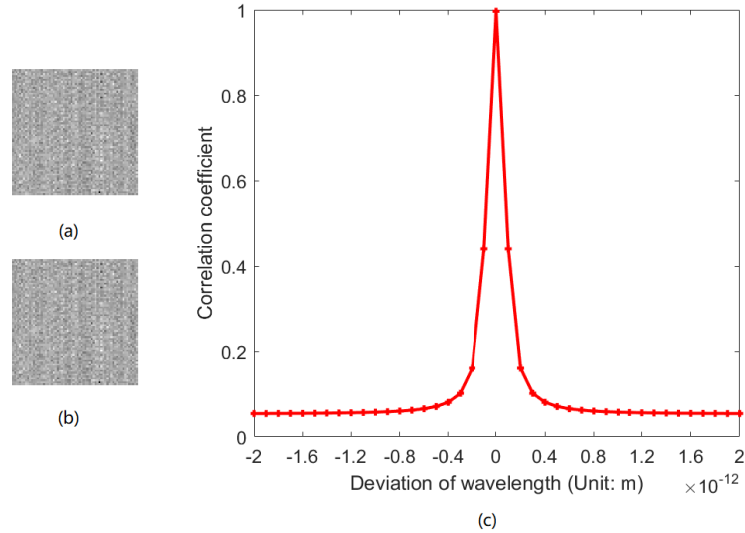 (a)
(b)
Correlation coefficient
1
0.8
0.6
0.4
0.2
0
-2 -1.6 -1.2 -0.8 -0.4 0 0.4 0.8 1.2 1.6 2
Deviation of wavelength (Unit: m) ×10⁻¹²
(c)